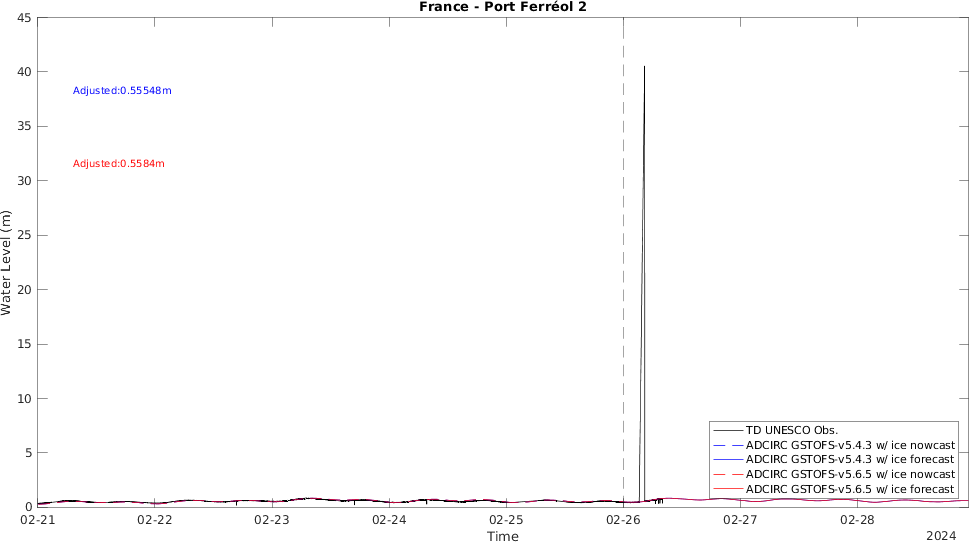 France - Port Ferréol 2
45
40
35
30
25
20
15
10
5
0
Water Level (m)
Adjusted:0.55548m
Adjusted:0.5584m
TD UNESCO Obs.
ADCIRC GSTOFS-v5.4.3 w/ ice nowcast
ADCIRC GSTOFS-v5.4.3 w/ ice forecast
ADCIRC GSTOFS-v5.6.5 w/ ice nowcast
ADCIRC GSTOFS-v5.6.5 w/ ice forecast
02-21 02-22 02-23 02-24 02-25 02-26 02-27 02-28
Time
2024